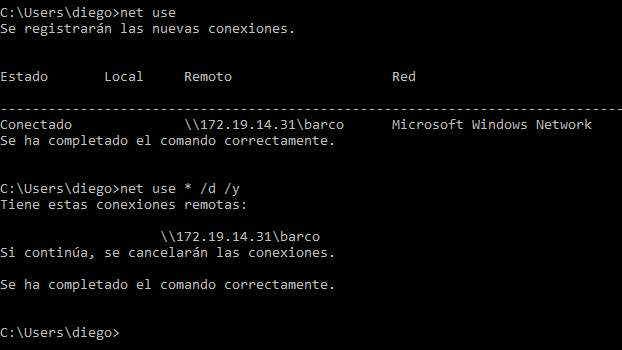 C:\Users\diego>net use
Se registrarán las nuevas conexiones.
Estado Local Remoto Red
-------------------------------------------------------------------------------
Conectado \\172.19.14.31\barco Microsoft Windows Network
Se ha completado el comando correctamente.
C:\Users\diego>net use * /d /y
Tiene estas conexiones remotas:
\\172.19.14.31\barco
Si continúa, se cancelarán las conexiones.
Se ha completado el comando correctamente.
C:\Users\diego>